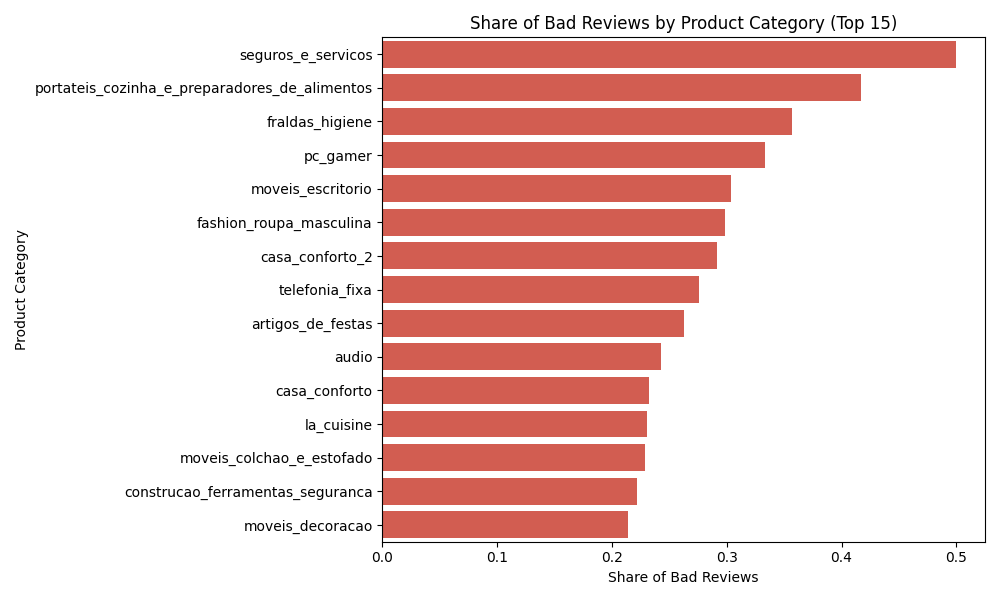 Share of Bad Reviews by Product Category (Top 15)
Product Category
seguros_e_servicos
portateis_cozinha_e_preparadores_de_alimentos
fraldas_higiene
pc_gamer
moveis_escritorio
fashion_roupa_masculina
casa_conforto_2
telefonia_fixa
artigos_de_festas
audio
casa_conforto
la_cuisine
moveis_colchao_e_estofado
construcao_ferramentas_seguranca
moveis_decoracao
0.0 0.1 0.2 0.3 0.4 0.5
Share of Bad Reviews